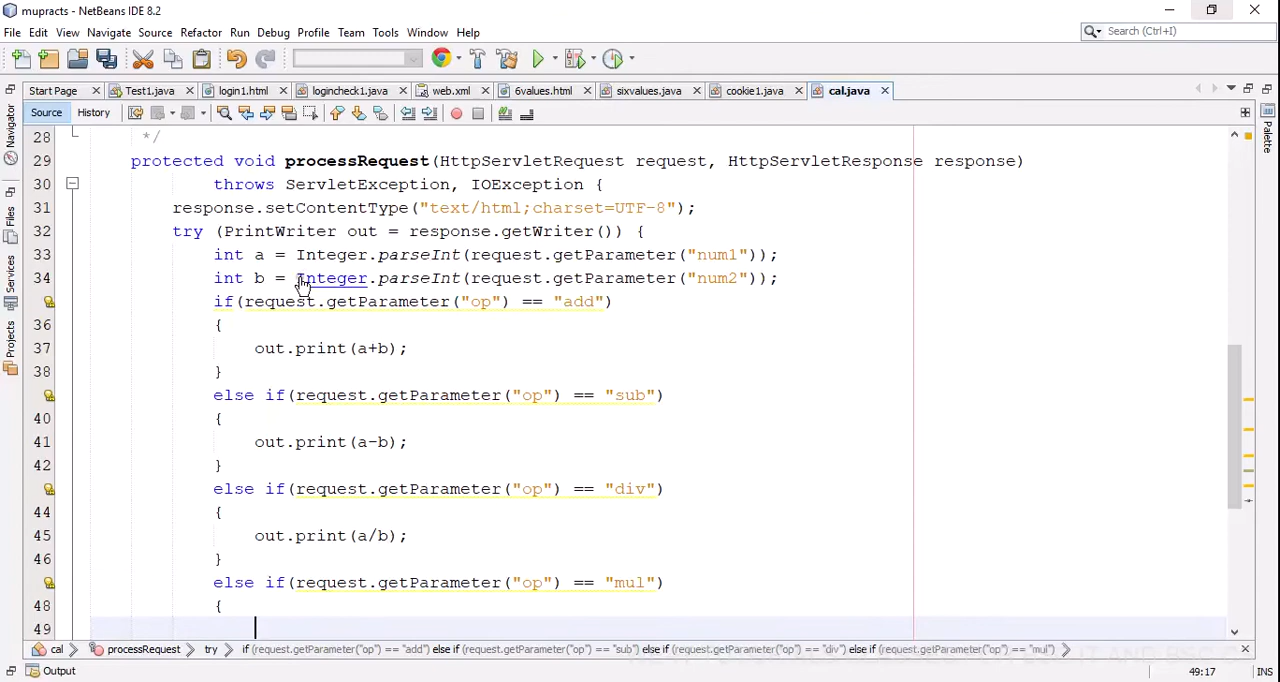 mupracts - NetBeans IDE 8.2
File Edit View Navigate Source Refactor Run Debug Profile Team Tools Window Help
Search (Ctrl+I)
Start Page Test1.java login1.html logincheck1.java web.xml 6values.html sixvalues.java cookie1.java cal.java
Source History
Navigator
Files
Services
Projects
Palette
28 */
29 protected void processRequest(HttpServletRequest request, HttpServletResponse response)
30 throws ServletException, IOException {
31 response.setContentType("text/html;charset=UTF-8");
32 try (PrintWriter out = response.getWriter()) {
33 int a = Integer.parseInt(request.getParameter("num1"));
34 int b = Integer.parseInt(request.getParameter("num2"));
if(request.getParameter("op") == "add")
36 {
37 out.print(a+b);
38 }
else if(request.getParameter("op") == "sub")
40 {
41 out.print(a-b);
42 }
else if(request.getParameter("op") == "div")
44 {
45 out.print(a/b);
46 }
else if(request.getParameter("op") == "mul")
48 {
49
cal processRequest try if (request.getParameter("op") == "add") else if (request.getParameter("op") == "sub") else if (request.getParameter("op") == "div") else if (request.getParameter("op") == "mul")
Output
49:17 INS